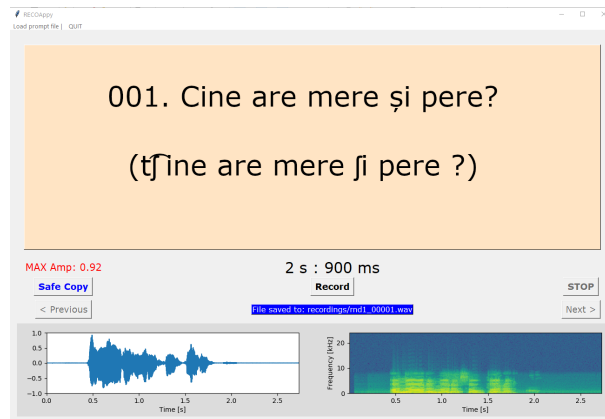 RECOAppy
Load prompt file | QUIT
001. Cine are mere și pere?
(t͡ʃ ine are mere ʃi pere ?)
MAX Amp: 0.92
2 s : 900 ms
Safe Copy
Record
STOP
< Previous
File saved to: recordings/rnd1_00001.wav
Next >
1.0
0.5
0.0
−0.5
−1.0
0.0 0.5 1.0 1.5 2.0 2.5
Time [s]
Frequency [kHz]
20
10
0
0.5 1.0 1.5 2.0 2.5
Time [s]